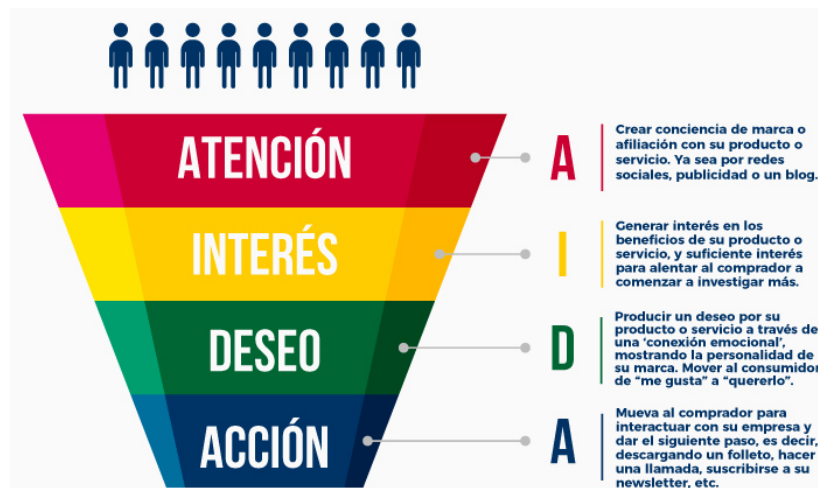 ATENCIÓN
A
Crear conciencia de marca o
afiliación con su producto o
servicio. Ya sea por redes
sociales, publicidad o un blog.
INTERÉS
I
Generar interés en los
beneficios de su producto o
servicio, y suficiente interés
para alentar al comprador a
comenzar a investigar más.
DESEO
D
Producir un deseo por su
producto o servicio a través de
una ‘conexión emocional’,
mostrando la personalidad de
su marca. Mover al consumidor
de “me gusta” a “quererlo”.
ACCIÓN
A
Mueva al comprador para
interactuar con su empresa y
dar el siguiente paso, es decir,
descargando un folleto, hacer
una llamada, suscribirse a su
newsletter, etc.